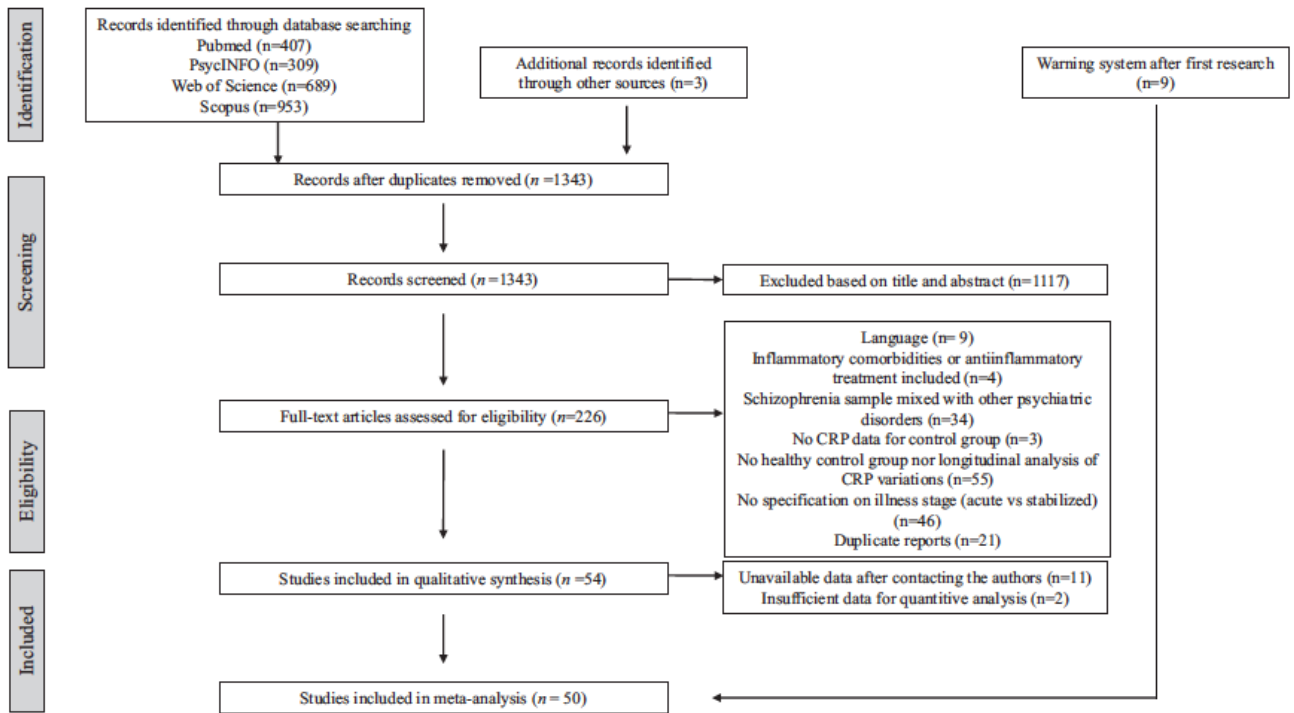 Identification
Records identified through database searching
Pubmed (n=407)
PsycINFO (n=309)
Web of Science (n=689)
Scopus (n=953)
Additional records identified
through other sources (n=3)
Warning system after first research
(n=9)
Screening
Records after duplicates removed (n =1343)
Records screened (n =1343)
Excluded based on title and abstract (n=1117)
Eligibility
Full-text articles assessed for eligibility (n=226)
Language (n= 9)
Inflammatory comorbidities or antiinflammatory
treatment included (n=4)
Schizophrenia sample mixed with other psychiatric
disorders (n=34)
No CRP data for control group (n=3)
No healthy control group nor longitudinal analysis of
CRP variations (n=55)
No specification on illness stage (acute vs stabilized)
(n=46)
Duplicate reports (n=21)
Included
Studies included in qualitative synthesis (n =54)
Unavailable data after contacting the authors (n=11)
Insufficient data for quantitive analysis (n=2)
Studies included in meta-analysis (n = 50)